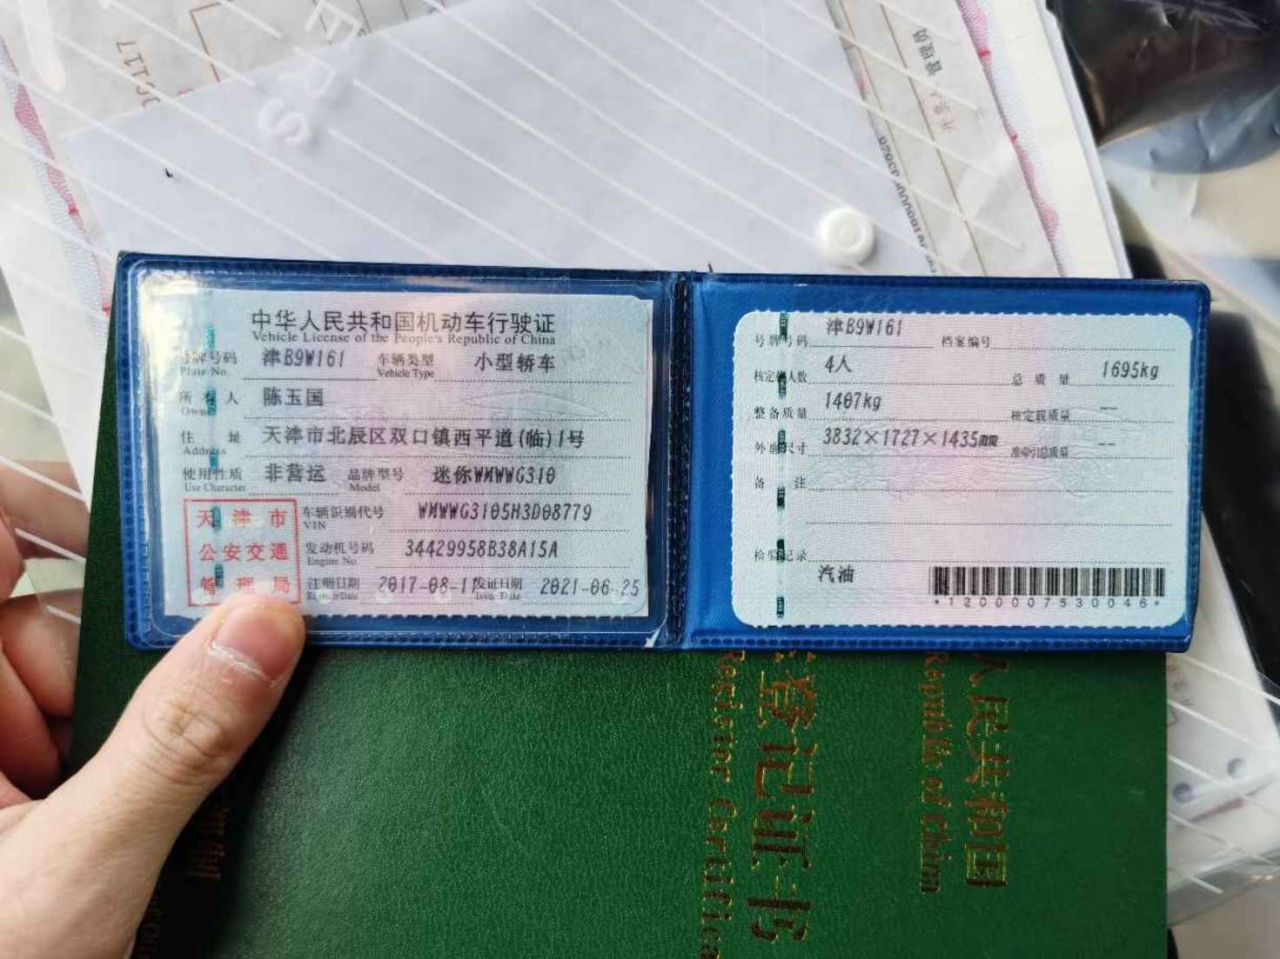 中华人民共和国机动车行驶证
Vehicle License of the People's Republic of China
号牌号码 津B9W161 车辆类型 小型轿车
Plate No. Vehicle Type
所有人 陈玉国
Owner
住址 天津市北辰区双口镇西平道(临)1号
Address
使用性质 非营运 品牌型号 迷你WMWWG310
Use Character Model
天津市
公安交通
管理局
车辆识别代号 WMWWG3105H3D08779
VIN
发动机号码 34429958B38A15A
Engine No.
注册日期 2017-08-11 发证日期 2021-06-25
Issue Date
号牌号码 津B9W161 档案编号
核定载人数 4人 总质量 1695kg
整备质量 1407kg 核定载质量 --
外廓尺寸 3832×1727×1435mm 准牵引总质量 --
备注
检验记录
汽油
*1200007530046*
人民共和国
Republic of China
登记证书
Register Certifica